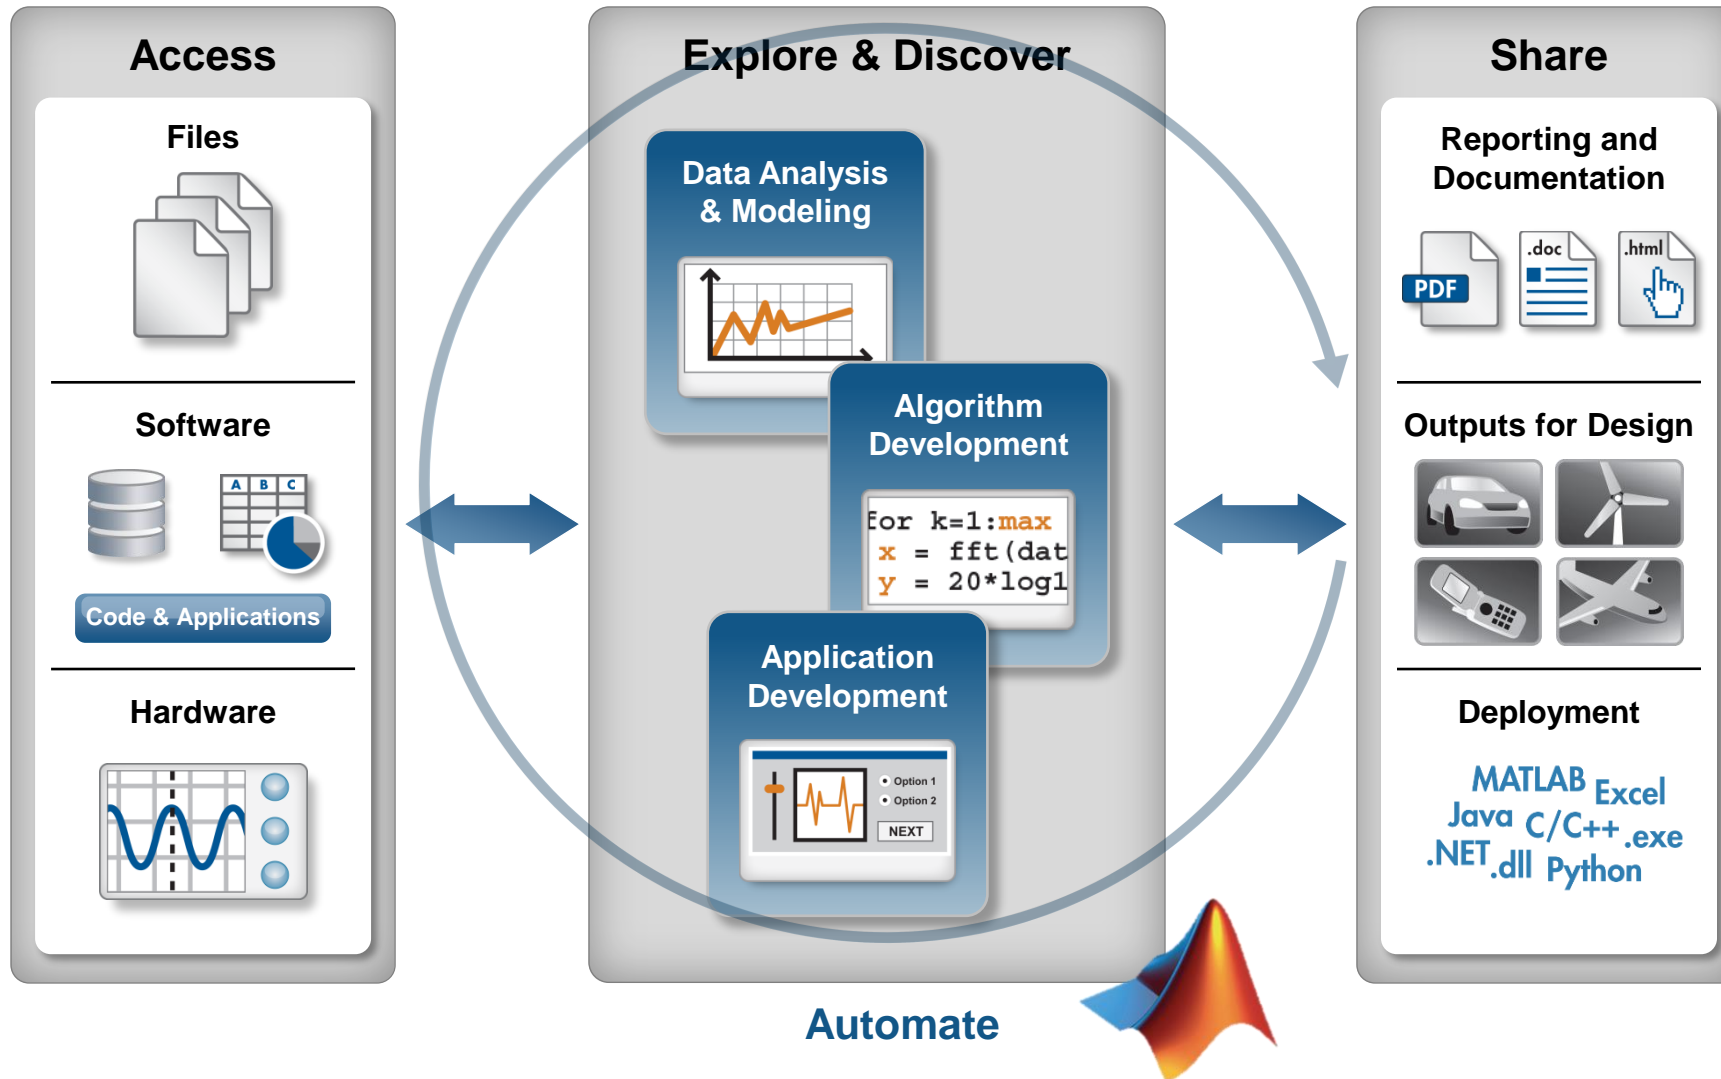 Access
Files
Software
A B C
Code & Applications
Hardware
Explore & Discover
Data Analysis
& Modeling
Algorithm
Development
for k=1:max
x = fft(dat
y = 20*log1
Application
Development
Option 1
Option 2
NEXT
Automate
Share
Reporting and
Documentation
PDF
.doc
.html
Outputs for Design
Deployment
MATLAB Excel
Java C/C++ .exe
.NET .dll Python